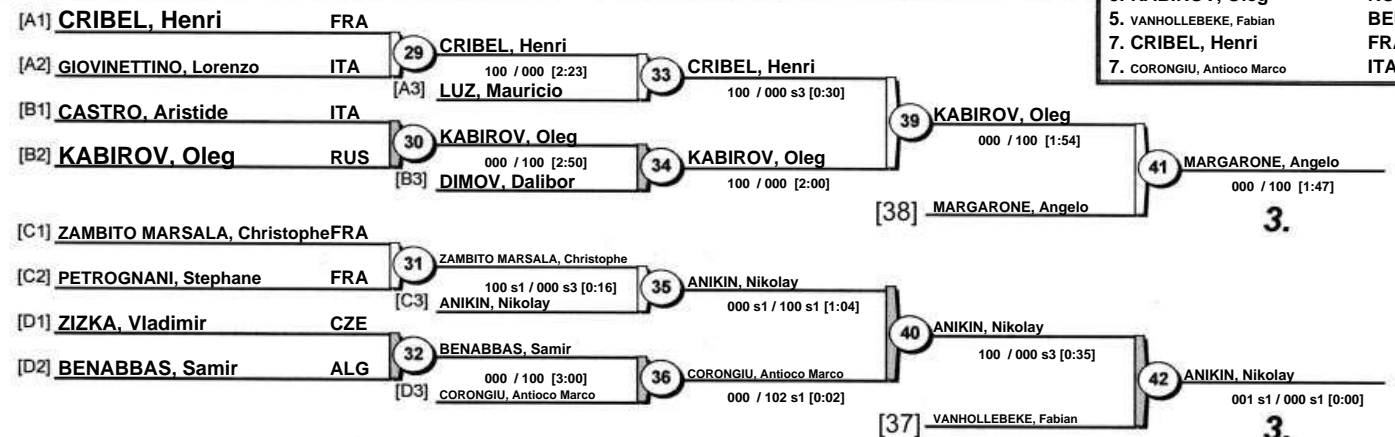 [A1] CRIBEL, Henri FRA
[A2] GIOVINETTINO, Lorenzo ITA
[B1] CASTRO, Aristide ITA
[B2] KABIROV, Oleg RUS
[C1] ZAMBITO MARSALA, Christophe FRA
[C2] PETROGNANI, Stephane FRA
[D1] ZIZKA, Vladimir CZE
[D2] BENABBAS, Samir ALG
29
CRIBEL, Henri
100 / 000 [2:23]
[A3] LUZ, Mauricio
30
KABIROV, Oleg
000 / 100 [2:50]
[B3] DIMOV, Dalibor
31
ZAMBITO MARSALA, Christophe
100 s1 / 000 s3 [0:16]
[C3] ANIKIN, Nikolay
32
BENABBAS, Samir
000 / 100 [3:00]
[D3] CORONGIU, Antioco Marco
33
CRIBEL, Henri
100 / 000 s3 [0:30]
34
KABIROV, Oleg
100 / 000 [2:00]
35
ANIKIN, Nikolay
000 s1 / 100 s1 [1:04]
36
CORONGIU, Antioco Marco
000 / 102 s1 [0:02]
39
KABIROV, Oleg
000 / 100 [1:54]
[38] MARGARONE, Angelo
40
ANIKIN, Nikolay
100 / 000 s3 [0:35]
[37] VANHOLLEBEKE, Fabian
41
MARGARONE, Angelo
000 / 100 [1:47]
3.
42
ANIKIN, Nikolay
001 s1 / 000 s1 [0:00]
3.
5. VANHOLLEBEKE, Fabian
7. CRIBEL, Henri
7. CORONGIU, Antioco Marco ITA